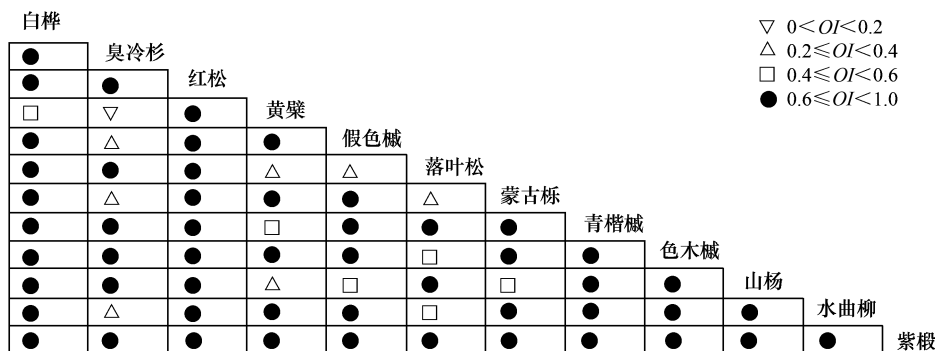 白桦
臭冷杉
红松
黄檗
假色槭
落叶松
蒙古栎
青楷槭
色木槭
山杨
水曲柳
紫椴
0<OI<0.2
0.2≤OI<0.4
0.4≤OI<0.6
0.6≤OI<1.0